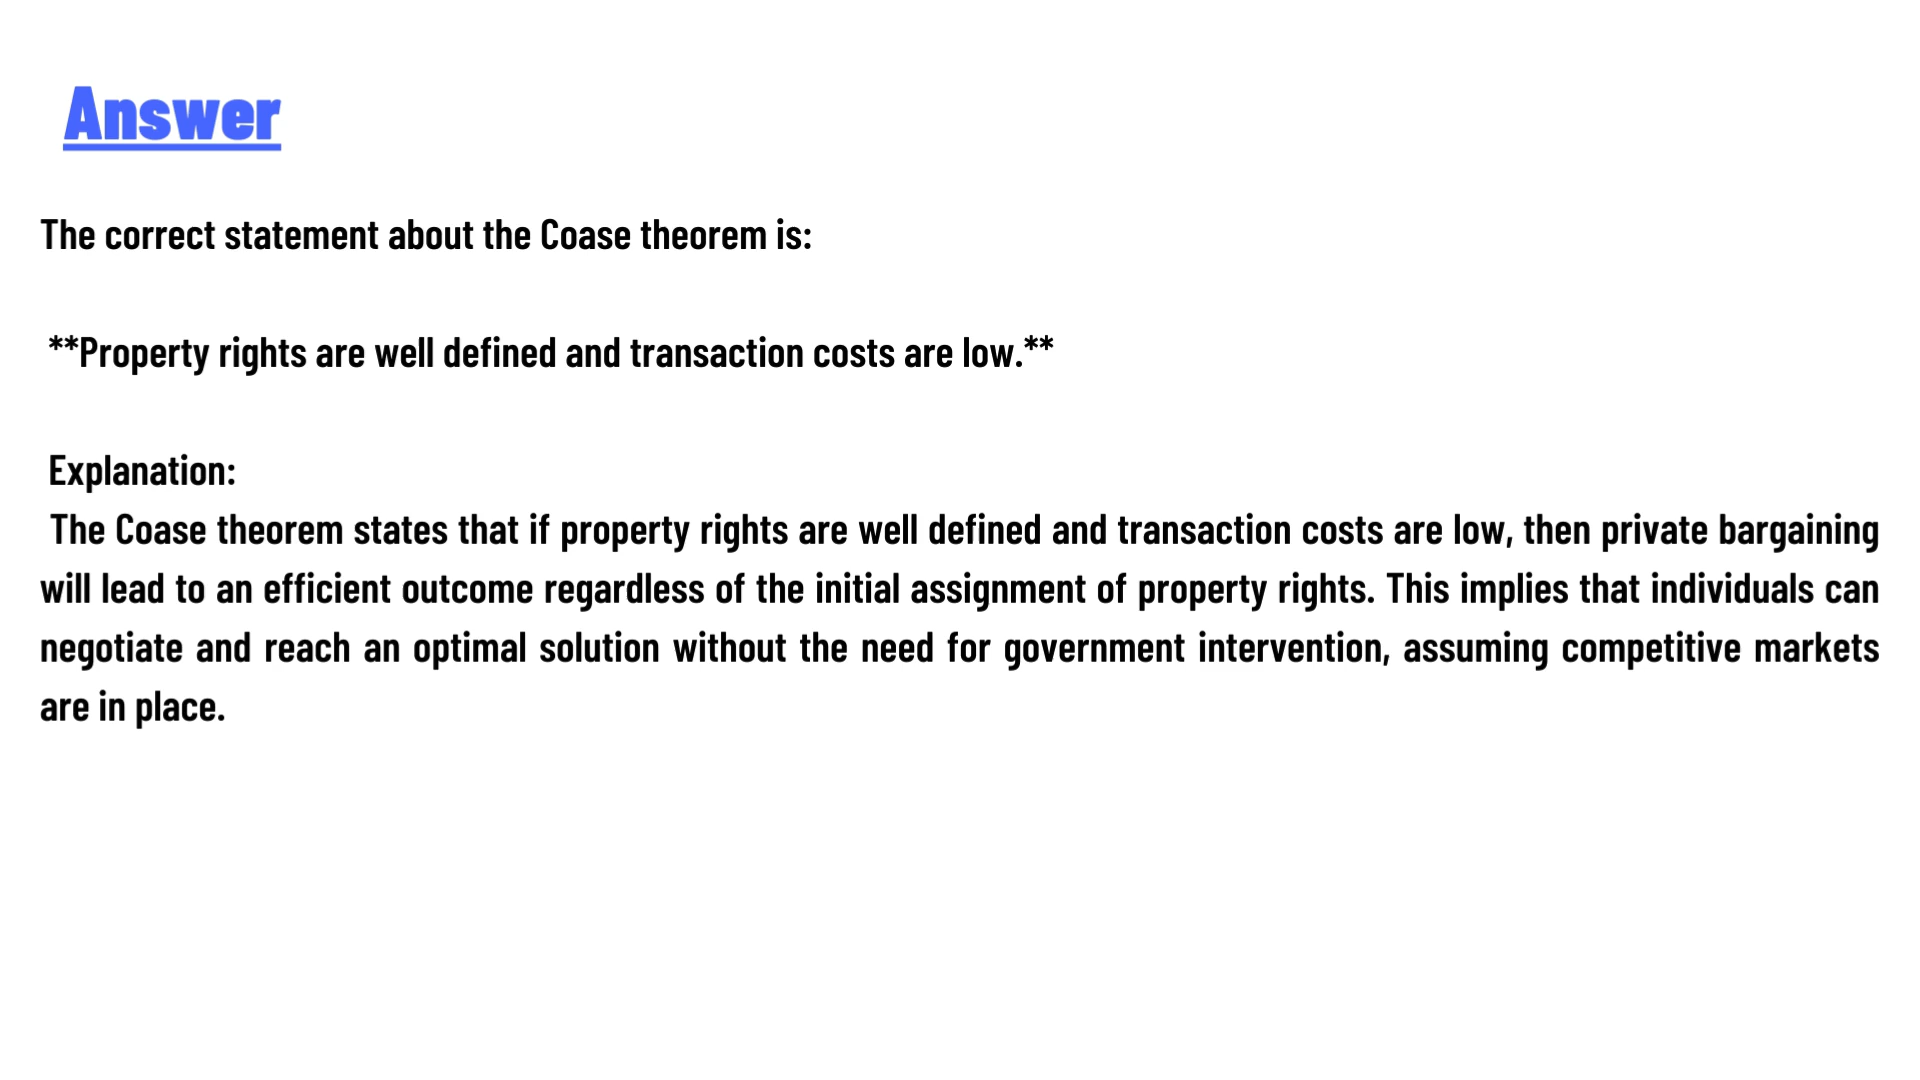 Answer
The correct statement about the Coase theorem is:
**Property rights are well defined and transaction costs are low.**
Explanation:
The Coase theorem states that if property rights are well defined and transaction costs are low, then private bargaining
will lead to an efficient outcome regardless of the initial assignment of property rights. This implies that individuals can
negotiate and reach an optimal solution without the need for government intervention, assuming competitive markets
are in place.